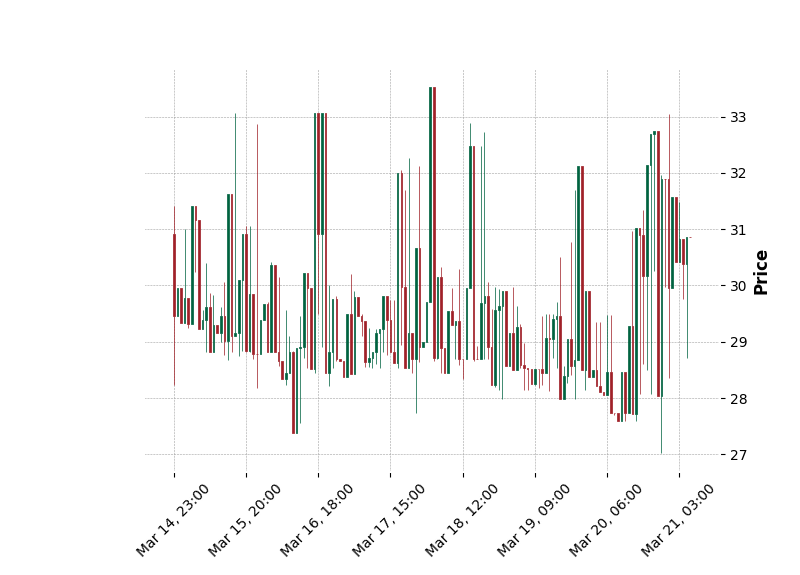 33
32
31
30
29
28
27
Price
Mar 14, 23:00
Mar 15, 20:00
Mar 16, 18:00
Mar 17, 15:00
Mar 18, 12:00
Mar 19, 09:00
Mar 20, 06:00
Mar 21, 03:00